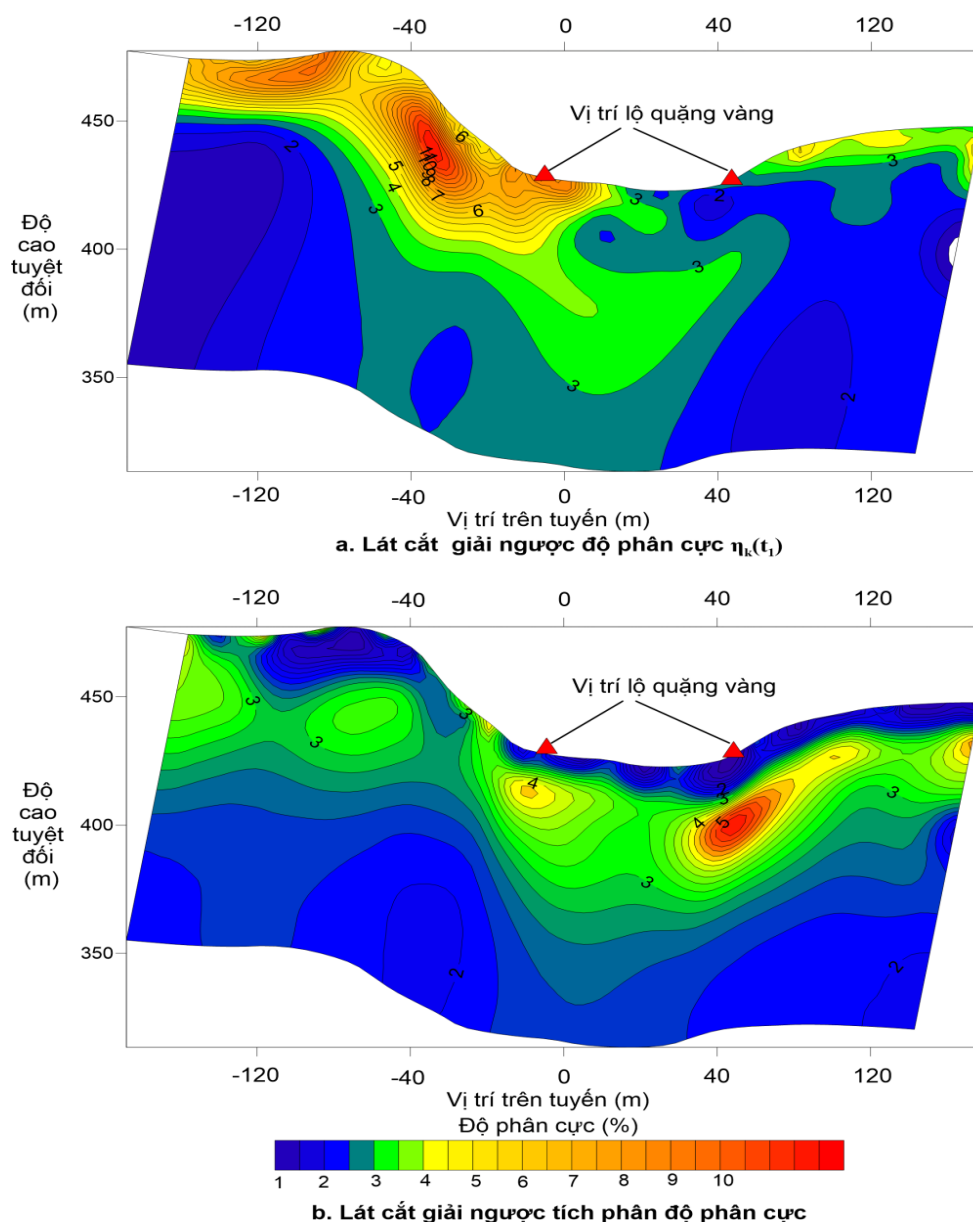 -120 -40 0 40 120
Vị trí lộ quặng vàng
450
400
350
Độ
cao
tuyệt
đối
(m)
2
5
4
3
11
10
9
8
7
6
6
3
2
3
3
3
2
-120 -40 0 40 120
Vị trí trên tuyến (m)
a. Lát cắt giải ngược độ phân cực ηk(t1)
-120 -40 0 40 120
Vị trí lộ quặng vàng
450
400
350
Độ
cao
tuyệt
đối
(m)
3
3
3
4
2
3
4
5
3
3
2
2
-120 -40 0 40 120
Vị trí trên tuyến (m)
Độ phân cực (%)
1 2 3 4 5 6 7 8 9 10
b. Lát cắt giải ngược tích phân độ phân cực